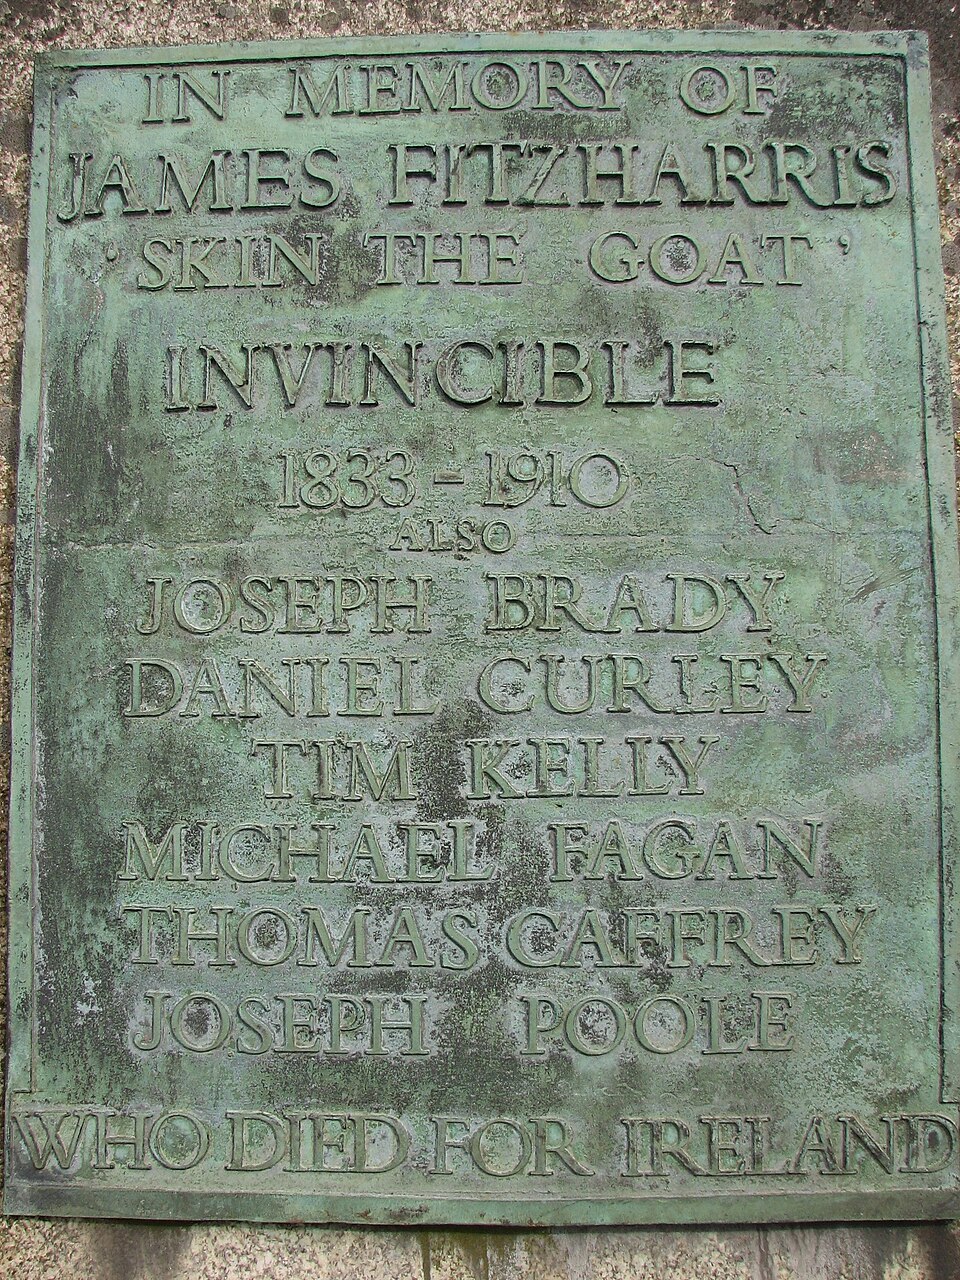 IN MEMORY OF
JAMES FITZHARRIS
'SKIN THE GOAT'
INVINCIBLE
1833-1910
ALSO
JOSEPH BRADY
DANIEL CURLEY
TIM KELLY
MICHAEL FAGAN
THOMAS CAFFREY
JOSEPH POOLE
WHO DIED FOR IRELAND